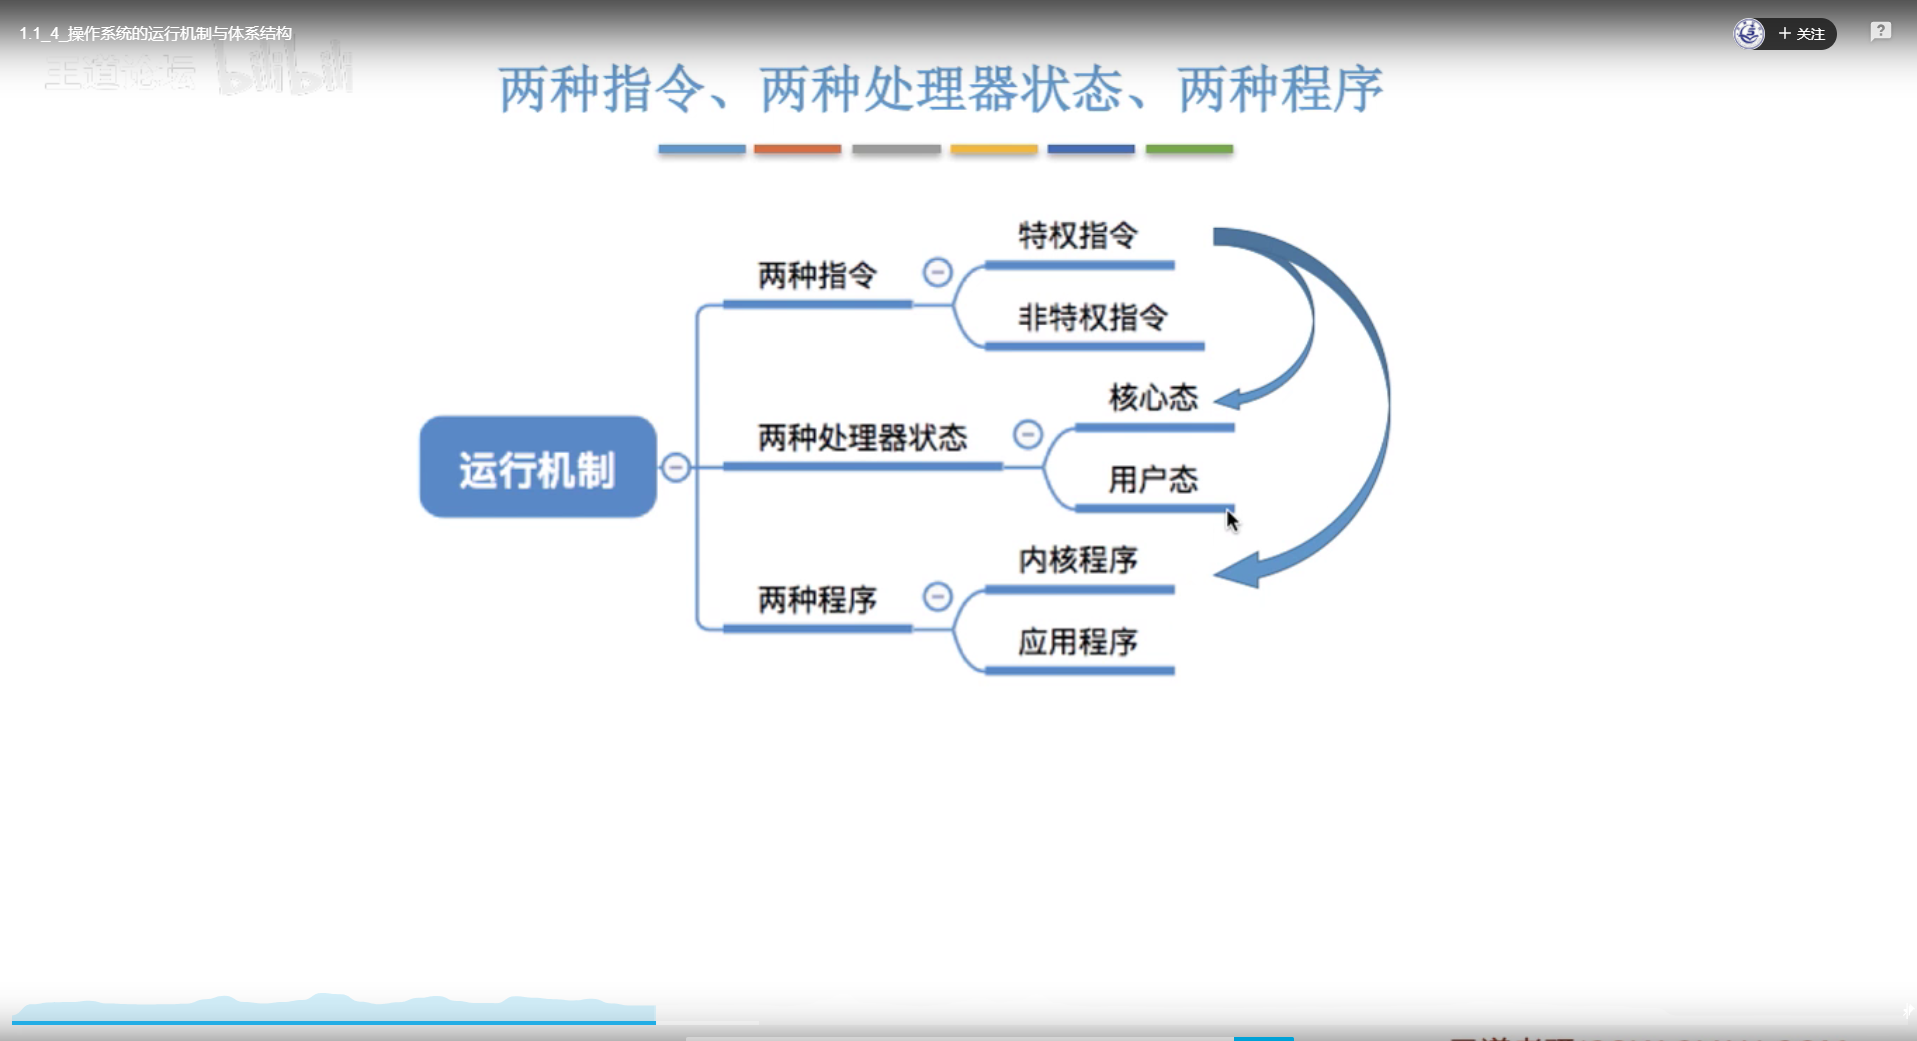 1.1_4_操作系统的运行机制与体系结构
+ 关注
?
王道论坛 bilibili
两种指令、两种处理器状态、两种程序
特权指令
两种指令
非特权指令
核心态
两种处理器状态
用户态
运行机制
内核程序
两种程序
应用程序